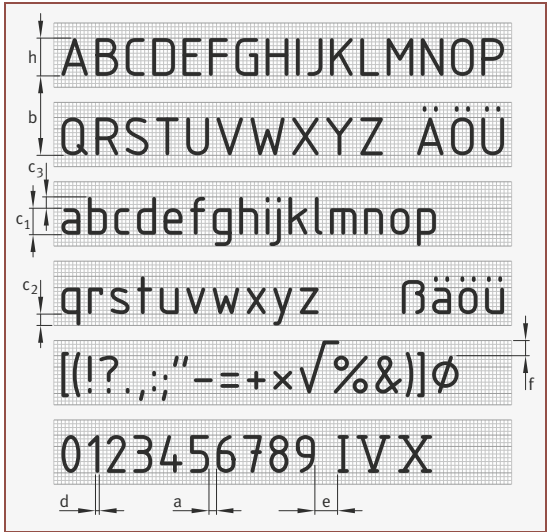 h
ABCDEFGHIJKLMNOP
b
QRSTUVWXYZ ÄÖÜ
c3
c1
abcdefghijklmnop
c2
qrstuvwxyz ßäöü
[(!?.,:;"-=+×√%&)]ø
f
0123456789 IVX
d a e